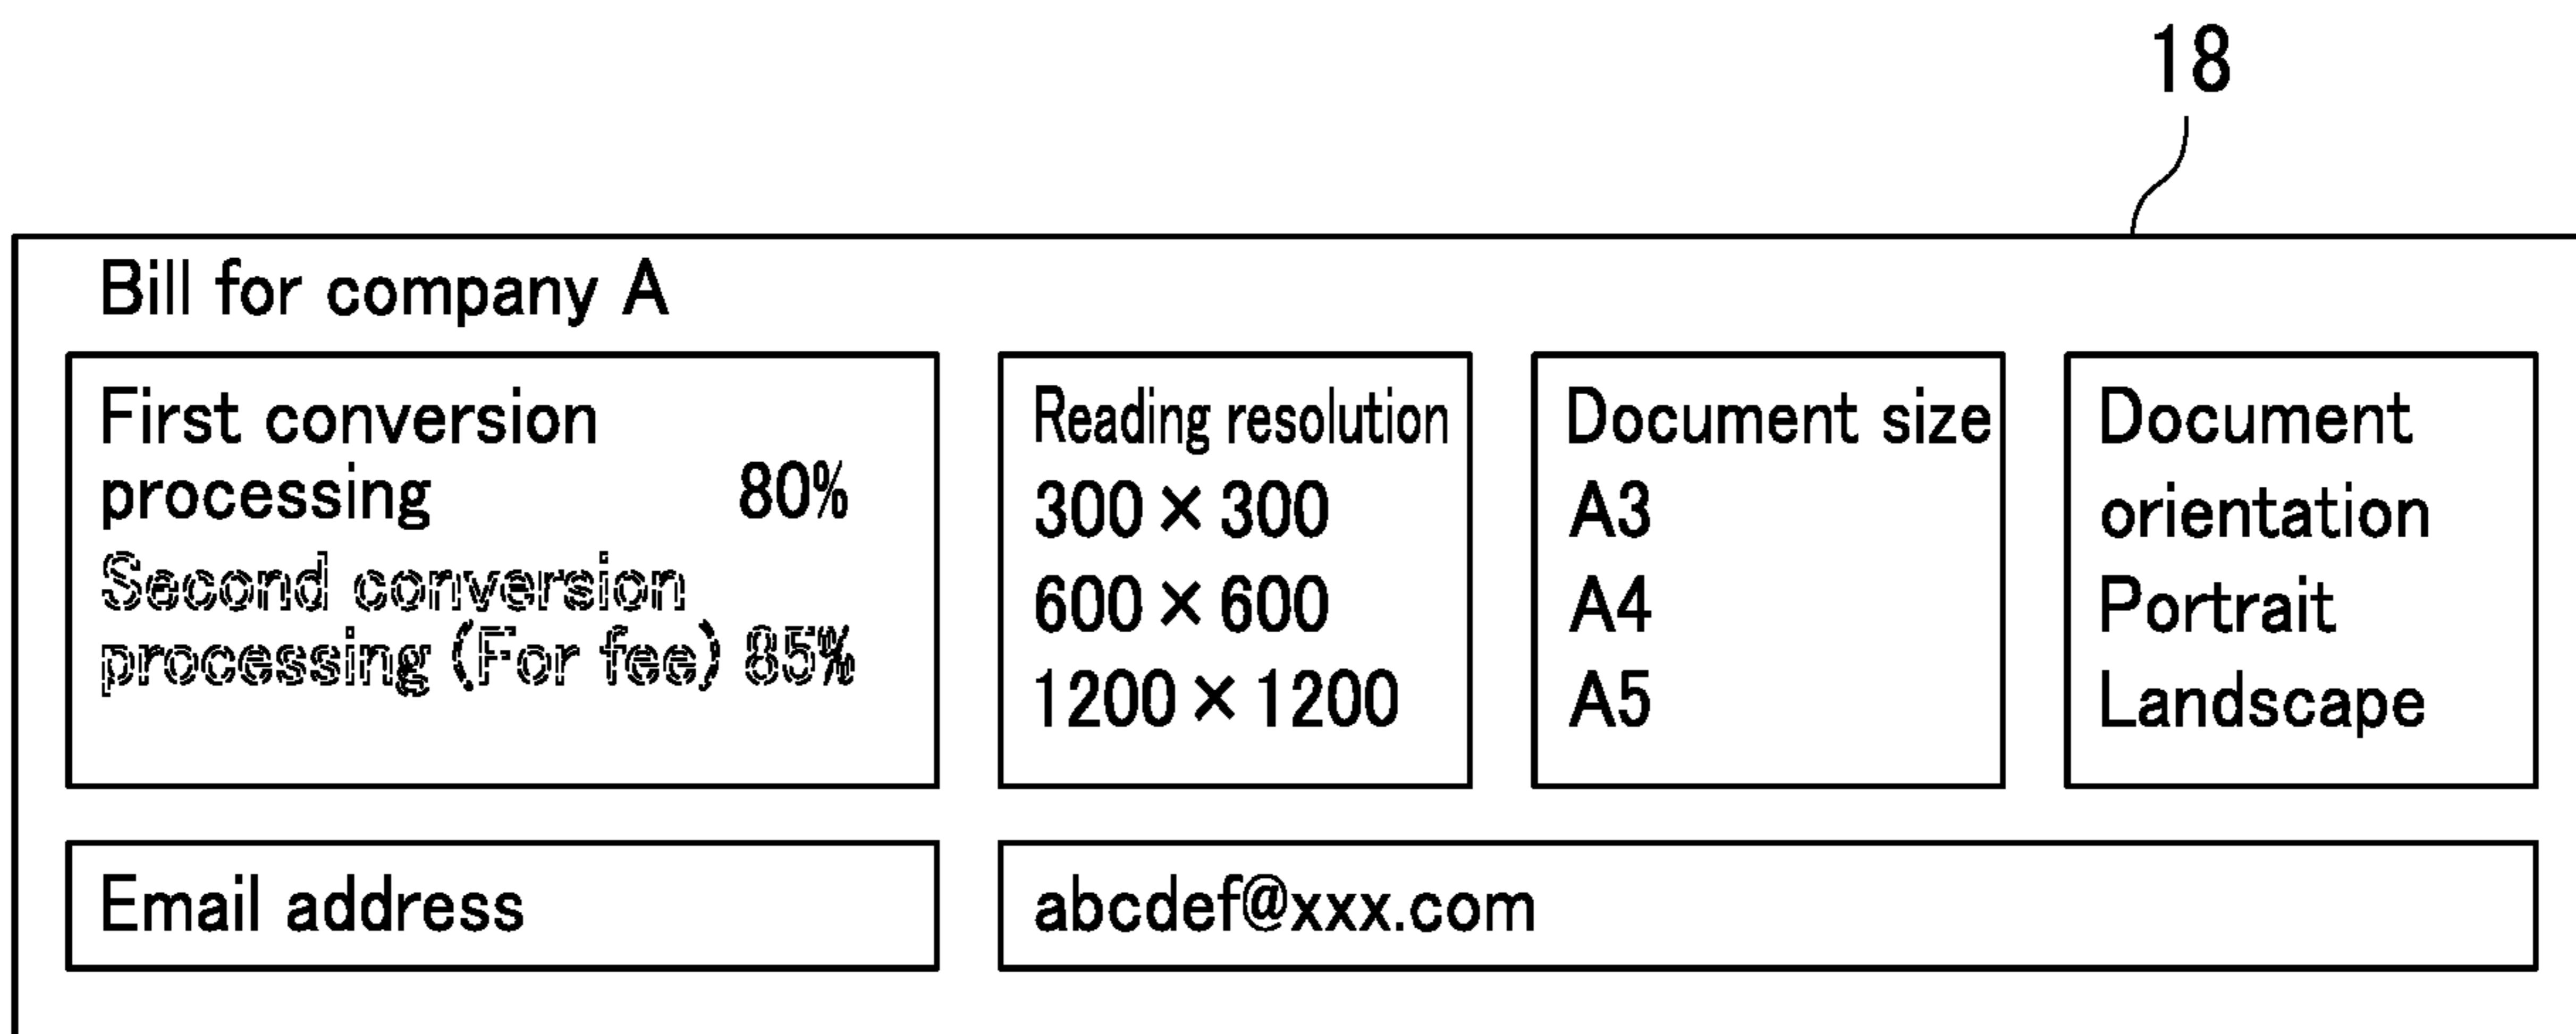 18
Bill for company A
First conversion
processing 80%
Second conversion
processing (For fee) 85%
Reading resolution
300 × 300
600 × 600
1200 × 1200
Document size
A3
A4
A5
Document
orientation
Portrait
Landscape
Email address
abcdef@xxx.com